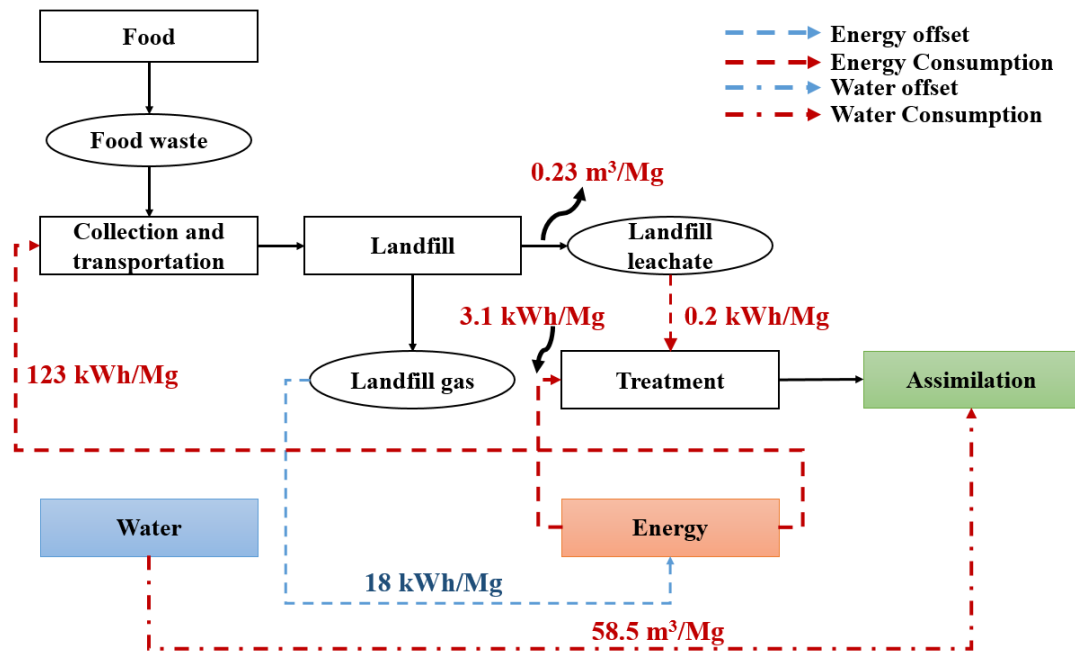 Food
Energy offset
Energy Consumption
Water offset
Water Consumption
Food waste
0.23 m³/Mg
Collection and
transportation
Landfill
Landfill
leachate
3.1 kWh/Mg
0.2 kWh/Mg
123 kWh/Mg
Landfill gas
Treatment
Assimilation
Water
Energy
18 kWh/Mg
58.5 m³/Mg